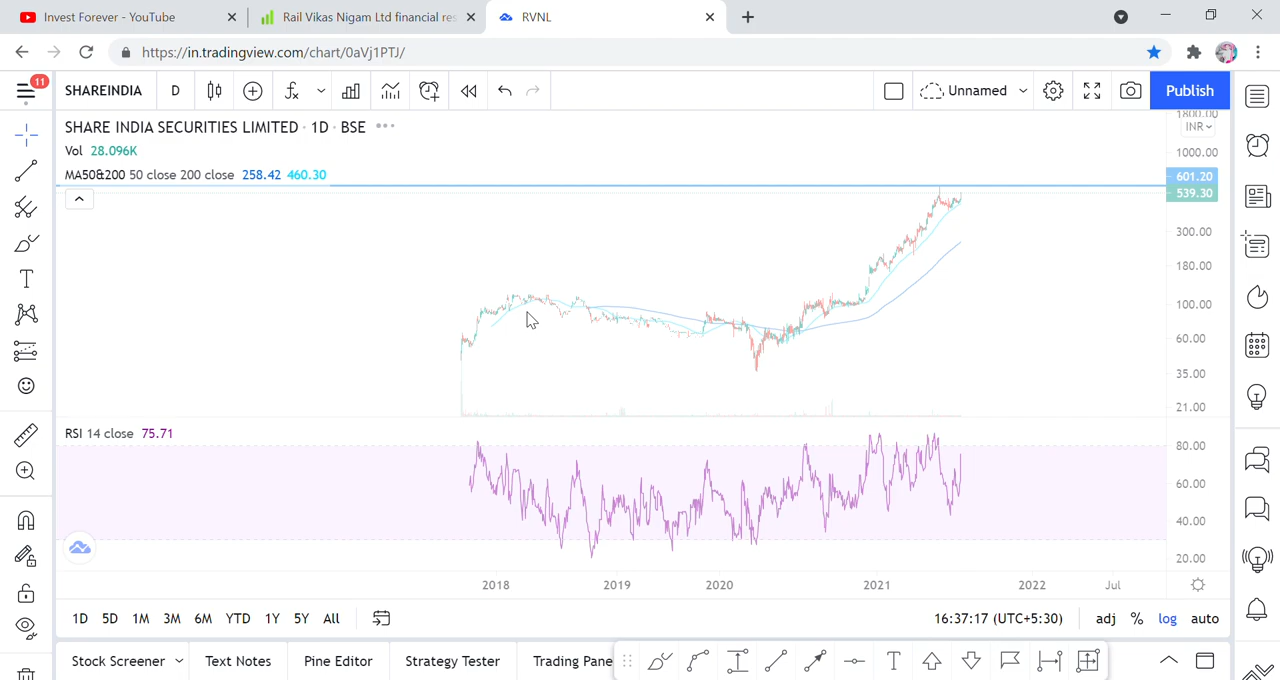 Invest Forever - YouTube
Rail Vikas Nigam Ltd financial res
RVNL
https://in.tradingview.com/chart/0aVj1PTJ/
11
SHAREINDIA
D
Unnamed
Publish
SHARE INDIA SECURITIES LIMITED · 1D · BSE
Vol 28.096K
MA50&200 50 close 200 close 258.42 460.30
1800.00
INR
1000.00
601.20
539.30
300.00
180.00
100.00
60.00
35.00
21.00
RSI 14 close 75.71
80.00
60.00
40.00
20.00
2018 2019 2020 2021 2022 Jul
1D 5D 1M 3M 6M YTD 1Y 5Y All
16:37:17 (UTC+5:30)
adj % log auto
Stock Screener
Text Notes
Pine Editor
Strategy Tester
Trading Pane
T